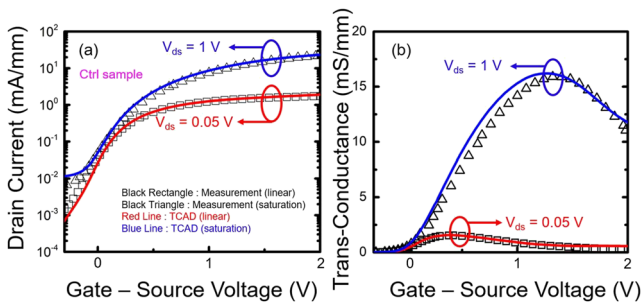 (a)
Ctrl sample
V_ds = 1 V
V_ds = 0.05 V
Black Rectangle : Measurement (linear)
Black Triangle : Measurement (saturation)
Red Line : TCAD (linear)
Blue Line : TCAD (saturation)
Drain Current (mA/mm)
10^2
10^1
10^0
10^-1
10^-2
10^-3
10^-4
0
1
2
Gate – Source Voltage (V)
(b)
V_ds = 1 V
V_ds = 0.05 V
Trans-Conductance (mS/mm)
20
15
10
5
0
0
1
2
Gate – Source Voltage (V)